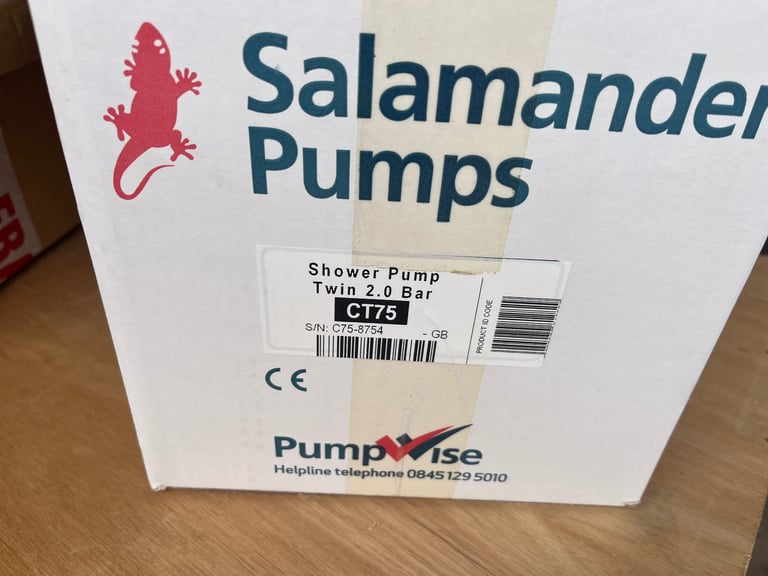 Salamander
Pumps
Shower Pump
Twin 2.0 Bar
CT75
S/N: C75-8754 - GB
PRODUCT ID CODE
CE
PumpWise
Helpline telephone 0845 129 5010